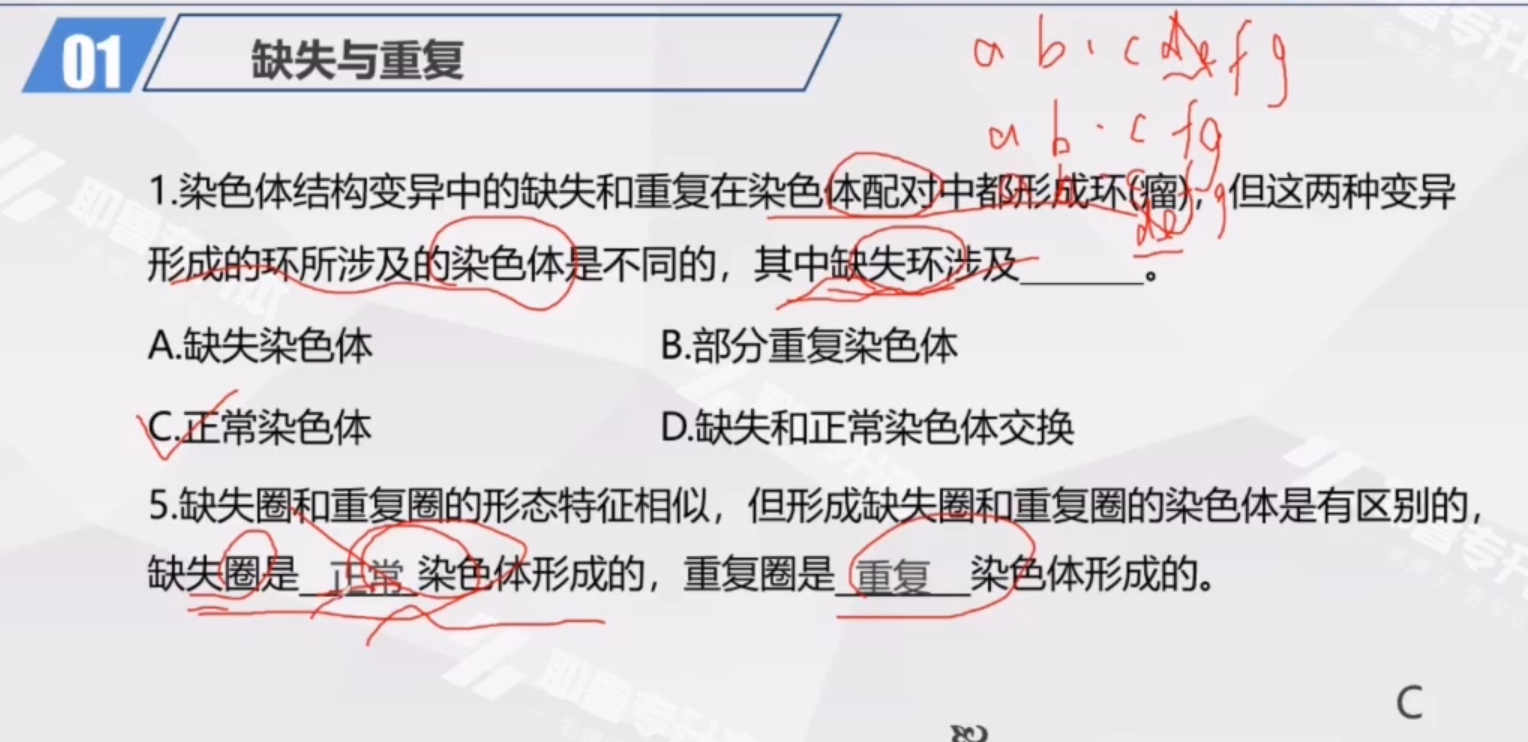 01 缺失与重复
a b · c d e f g
a b · c f g
a b · c f g
d e
1.染色体结构变异中的缺失和重复在染色体配对中都形成环(瘤)，但这两种变异
形成的环所涉及的染色体是不同的，其中缺失环涉及______。
A.缺失染色体 B.部分重复染色体
C.正常染色体 D.缺失和正常染色体交换
5.缺失圈和重复圈的形态特征相似，但形成缺失圈和重复圈的染色体是有区别的，
缺失圈是 正常 染色体形成的，重复圈是 重复 染色体形成的。
C